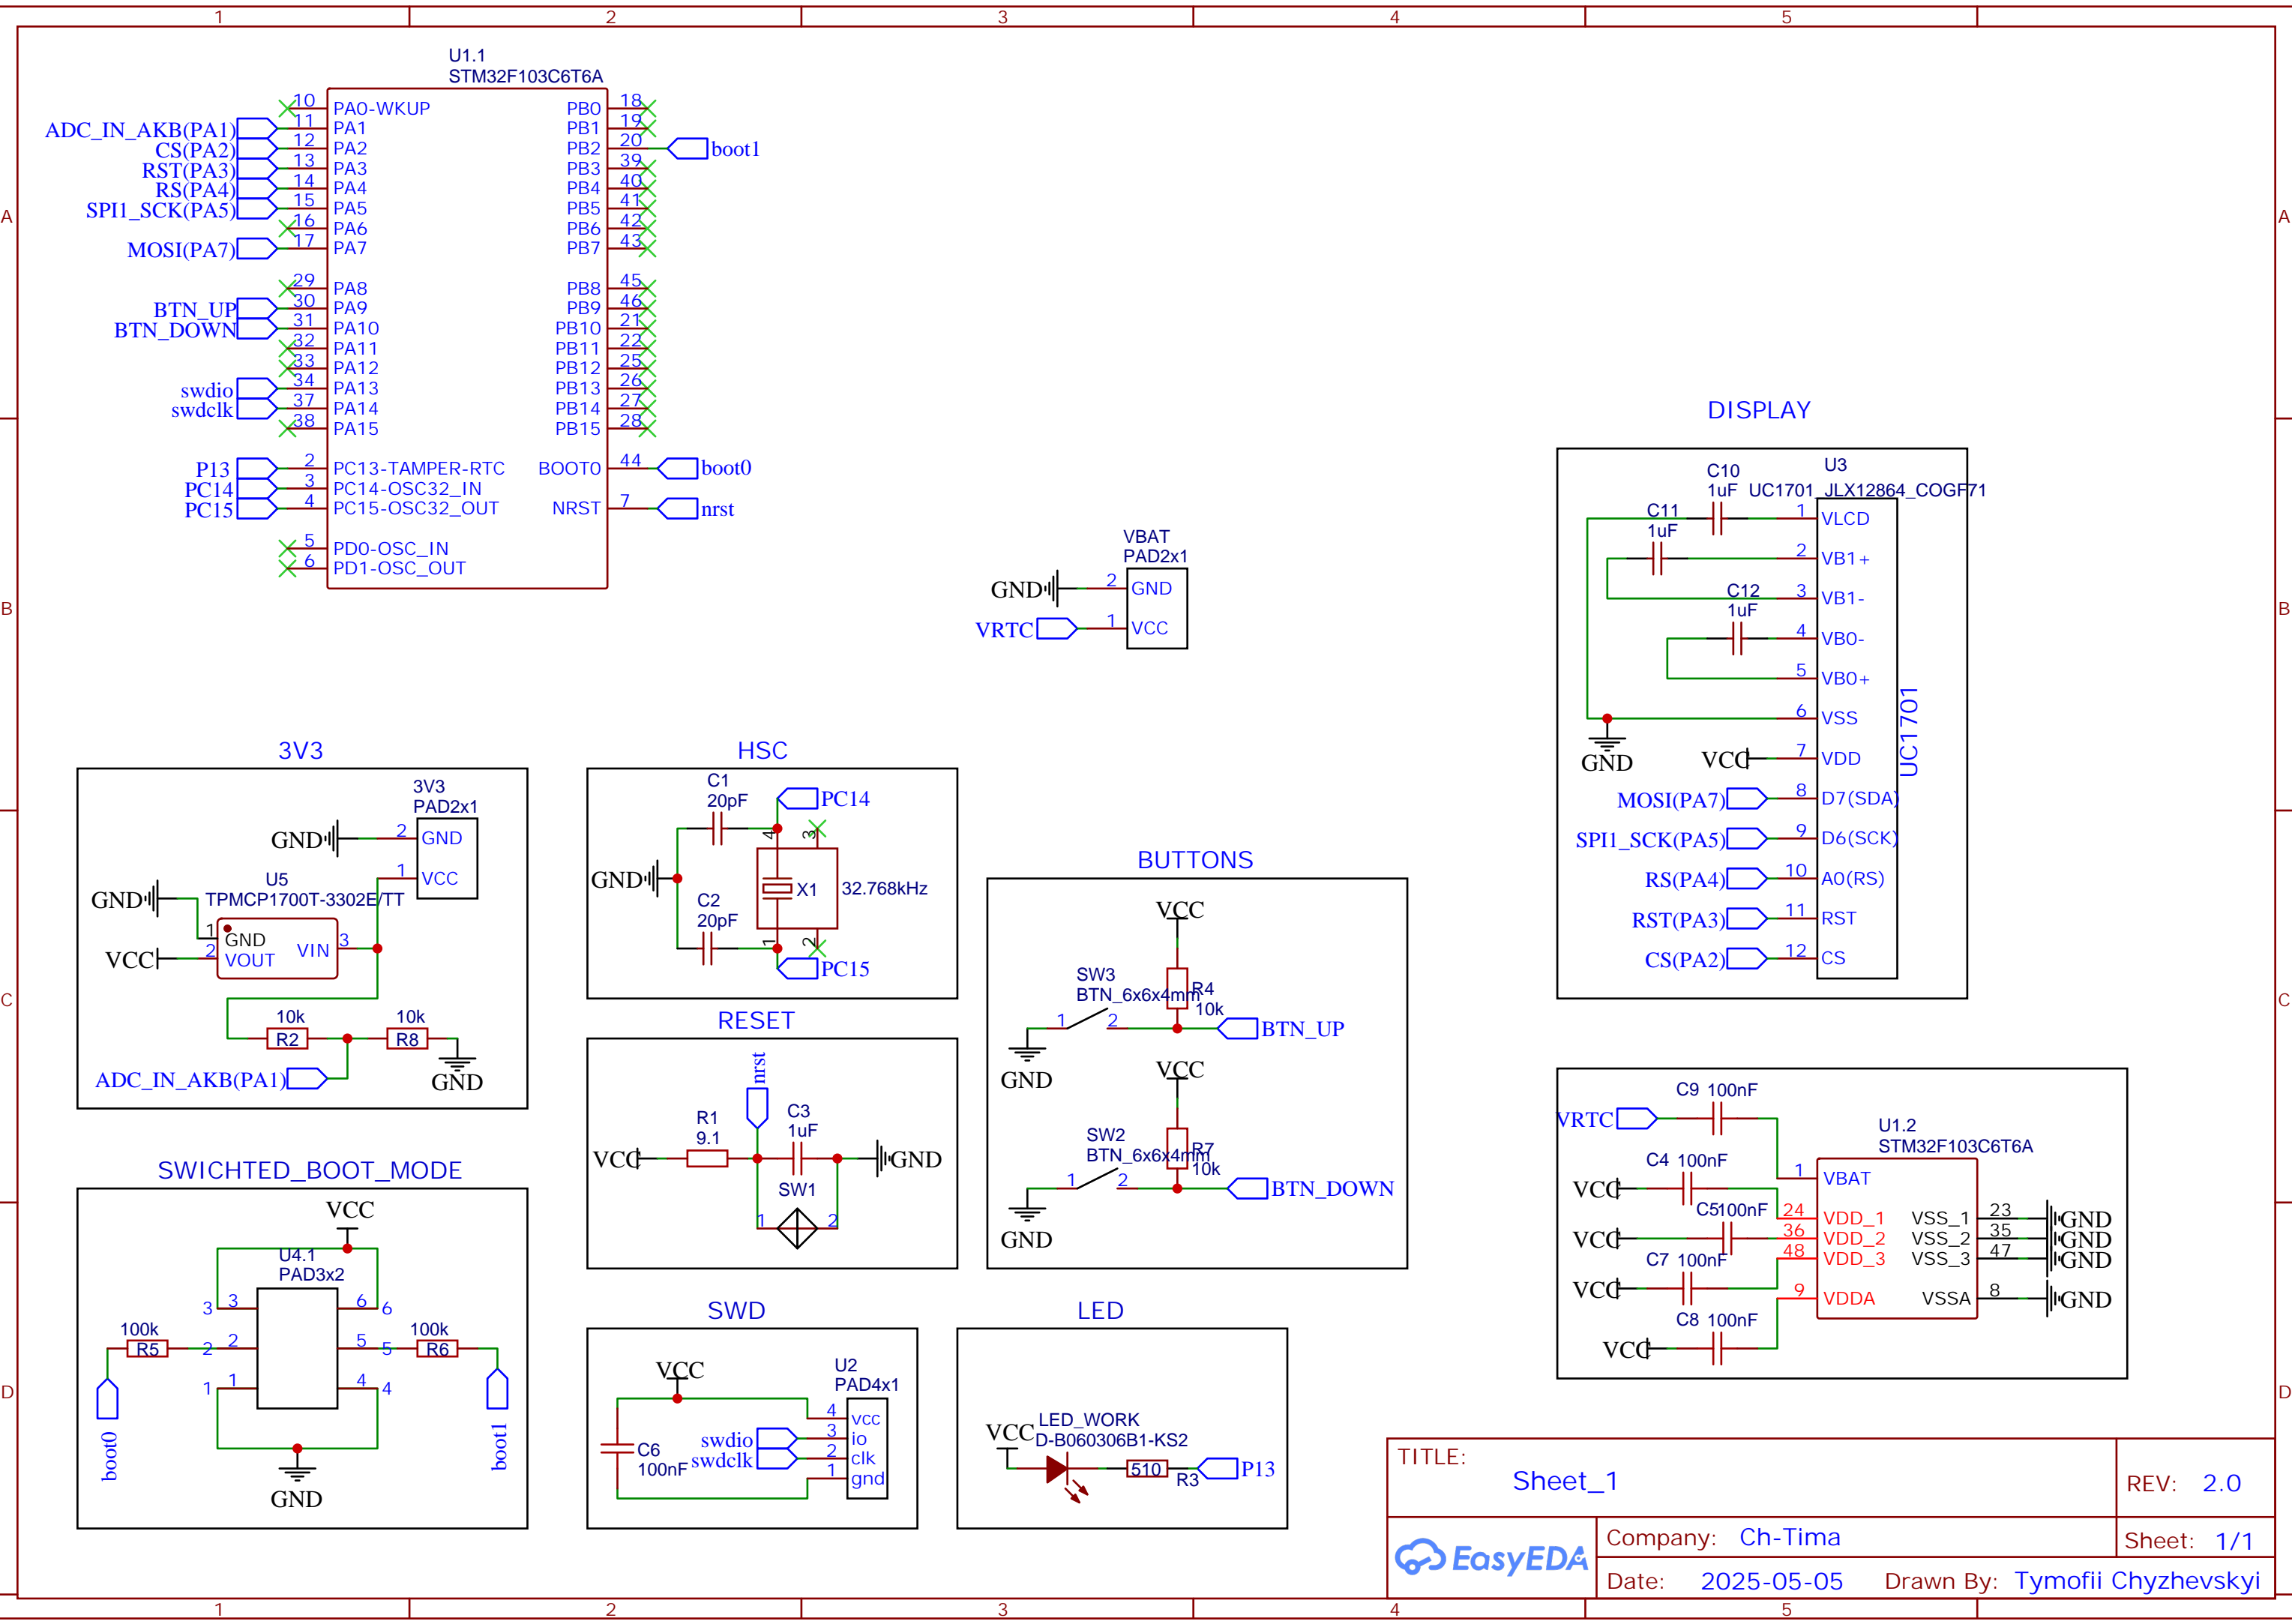 1 2 3 4 5
A A
B B
C C
D D
1 2 3 4 5
U1.1
STM32F103C6T6A
10 PA0-WKUP
ADC_IN_AKB(PA1) 11 PA1
CS(PA2) 12 PA2
RST(PA3) 13 PA3
RS(PA4) 14 PA4
SPI1_SCK(PA5) 15 PA5
16 PA6
MOSI(PA7) 17 PA7
29 PA8
BTN_UP 30 PA9
BTN_DOWN 31 PA10
32 PA11
33 PA12
swdio 34 PA13
swdclk 37 PA14
38 PA15
P13 2 PC13-TAMPER-RTC
PC14 3 PC14-OSC32_IN
PC15 4 PC15-OSC32_OUT
5 PD0-OSC_IN
6 PD1-OSC_OUT
PB0 18
PB1 19
PB2 20 boot1
PB3 39
PB4 40
PB5 41
PB6 42
PB7 43
PB8 45
PB9 46
PB10 21
PB11 22
PB12 25
PB13 26
PB14 27
PB15 28
BOOT0 44 boot0
NRST 7 nrst
VBAT
PAD2x1
GND 2 GND
VRTC 1 VCC
DISPLAY
U3
UC1701_JLX12864_COGF71
C10
1uF
C11
1uF
C12
1uF
1 VLCD
2 VB1+
3 VB1-
4 VB0-
5 VB0+
6 VSS
GND
VCC 7 VDD
MOSI(PA7) 8 D7(SDA)
SPI1_SCK(PA5) 9 D6(SCK)
RS(PA4) 10 A0(RS)
RST(PA3) 11 RST
CS(PA2) 12 CS
UC1701
3V3
3V3
PAD2x1
GND 2 GND
1 VCC
U5
TPMCP1700T-3302E/TT
GND 1 GND
VCC 2 VOUT
VIN 3
10k
R2
10k
R8
ADC_IN_AKB(PA1)
GND
HSC
C1
20pF
PC14
4 3
GND
X1 32.768kHz
C2
20pF
1 2
PC15
RESET
nrst
R1
9.1
C3
1uF
VCC GND
SW1
1 2
BUTTONS
VCC
SW3
BTN_6x6x4mm
R4
10k
1 2
BTN_UP
GND
VCC
SW2
BTN_6x6x4mm
R7
10k
1 2
BTN_DOWN
GND
VRTC C9 100nF
U1.2
STM32F103C6T6A
1 VBAT
VCC C4 100nF
24 VDD_1
VCC C5 100nF
36 VDD_2
VCC C7 100nF
48 VDD_3
VCC C8 100nF
9 VDDA
VSS_1 23 GND
VSS_2 35 GND
VSS_3 47 GND
VSSA 8 GND
SWICHTED_BOOT_MODE
VCC
U4.1
PAD3x2
3 3 6 6
100k
R5
2 2 5 5
100k
R6
1 1 4 4
boot0
boot1
GND
SWD
VCC
U2
PAD4x1
C6
100nF
4 vcc
swdio 3 io
swdclk 2 clk
1 gnd
LED
VCC
LED_WORK
D-B060306B1-KS2
510
R3
P13
TITLE:
Sheet_1
REV: 2.0
EasyEDA
Company: Ch-Tima
Sheet: 1/1
Date: 2025-05-05
Drawn By: Tymofii Chyzhevskyi